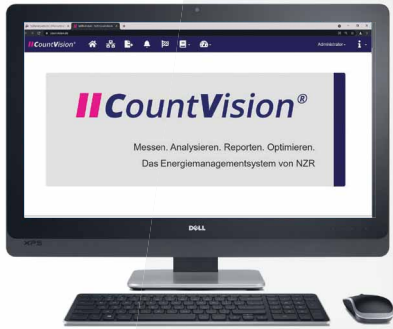 CountVision®
Administrator
CountVision®
Messen. Analysieren. Reporten. Optimieren.
Das Energiemanagementsystem von NZR
DELL
XPS